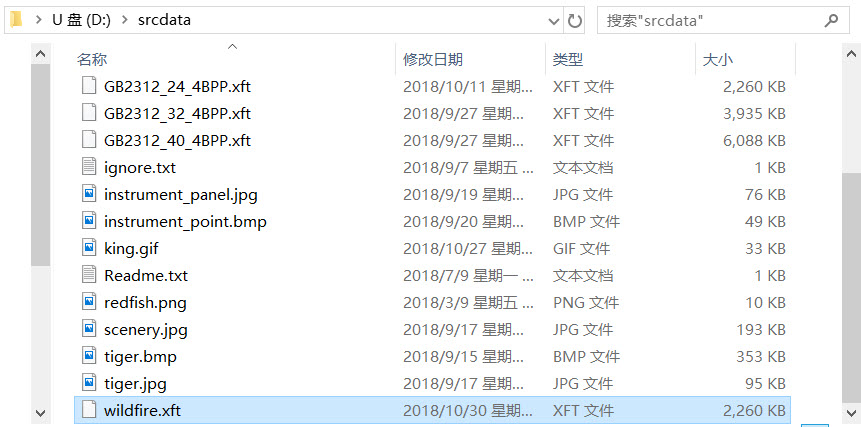 U 盘 (D:) srcdata 搜索"srcdata"
名称 修改日期 类型 大小
GB2312_24_4BPP.xft 2018/10/11 星期... XFT 文件 2,260 KB
GB2312_32_4BPP.xft 2018/9/27 星期... XFT 文件 3,935 KB
GB2312_40_4BPP.xft 2018/9/27 星期... XFT 文件 6,088 KB
ignore.txt 2018/9/7 星期五 ... 文本文档 1 KB
instrument_panel.jpg 2018/9/19 星期... JPG 文件 76 KB
instrument_point.bmp 2018/9/20 星期... BMP 文件 49 KB
king.gif 2018/10/27 星期... GIF 文件 33 KB
Readme.txt 2018/7/9 星期一 ... 文本文档 1 KB
redfish.png 2018/3/9 星期五 ... PNG 文件 10 KB
scenery.jpg 2018/9/17 星期... JPG 文件 193 KB
tiger.bmp 2018/9/15 星期... BMP 文件 353 KB
tiger.jpg 2018/9/17 星期... JPG 文件 95 KB
wildfire.xft 2018/10/30 星期... XFT 文件 2,260 KB